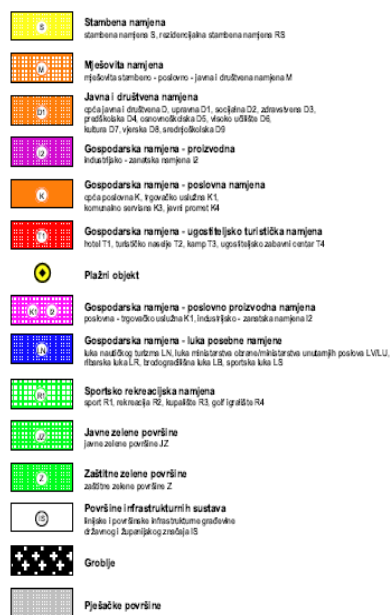 S
Stambena namjena
stambena namjena S, rezidencijalna stambena namjena RS
M
Mješovita namjena
mješovita stambeno - poslovno - javna i društvena namjena M
D1
Javna i društvena namjena
opća javna i društvena D, upravna D1, socijalna D2, zdravstvena D3,
predškolska D4, osnovnoškolska D5, visoko učilište D6,
kultura D7, vjerska D8, srednjoškolska D9
I2
Gospodarska namjena - proizvodna
industrijsko - zanatska namjena I2
K
Gospodarska namjena - poslovna namjena
opća poslovna K, trgovačko uslužna K1,
komunalno servisna K3, javni promet K4
T1
Gospodarska namjena - ugostiteljsko turistička namjena
hotel T1, turističko naselje T2, kamp T3, ugostiteljsko zabavni centar T4
Plažni objekt
K1 I2
Gospodarska namjena - poslovno proizvodna namjena
poslovna - trgovačko uslužna K1, industrijsko - zanatska namjena I2
LN
Gospodarska namjena - luka posebne namjene
luka nautičkog turizma LN, luka ministarstva obrane/ministarstva unutarnjih poslova LV/LU,
ribarska luka LR, brodogradilišna luka LB, sportska luka LS
R1
Sportsko rekreacijska namjena
sport R1, rekreacija R2, kupalište R3, golf igralište R4
JZ
Javne zelene površine
javne zelene površine JZ
Z
Zaštitne zelene površine
zaštitne zelene površine Z
IS
Površine infrastrukturnih sustava
linijske i površinske infrastrukturne građevine
državnog i županijskog značaja IS
Groblje
Pješačke površine